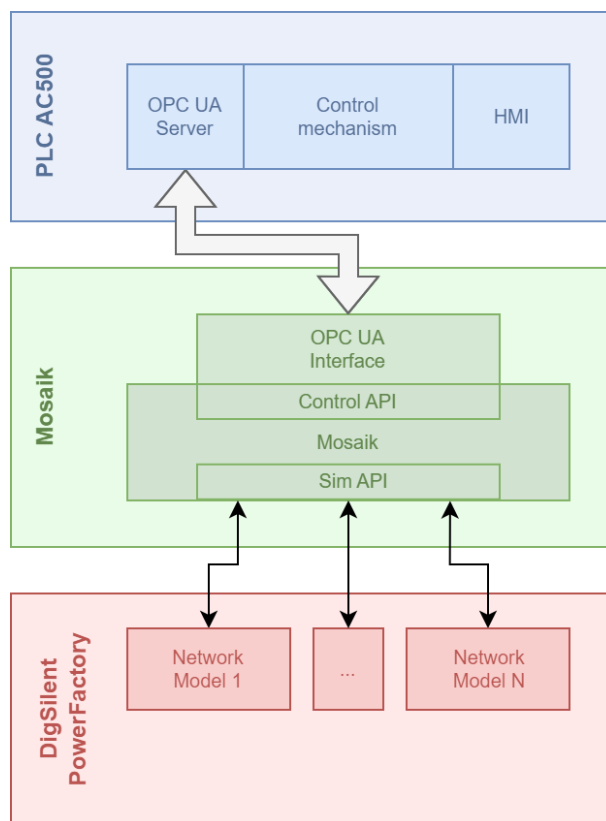 PLC AC500
OPC UA
Server
Control
mechanism
HMI
Mosaik
OPC UA
Interface
Control API
Mosaik
Sim API
DigSilent
PowerFactory
Network
Model 1
...
Network
Model N